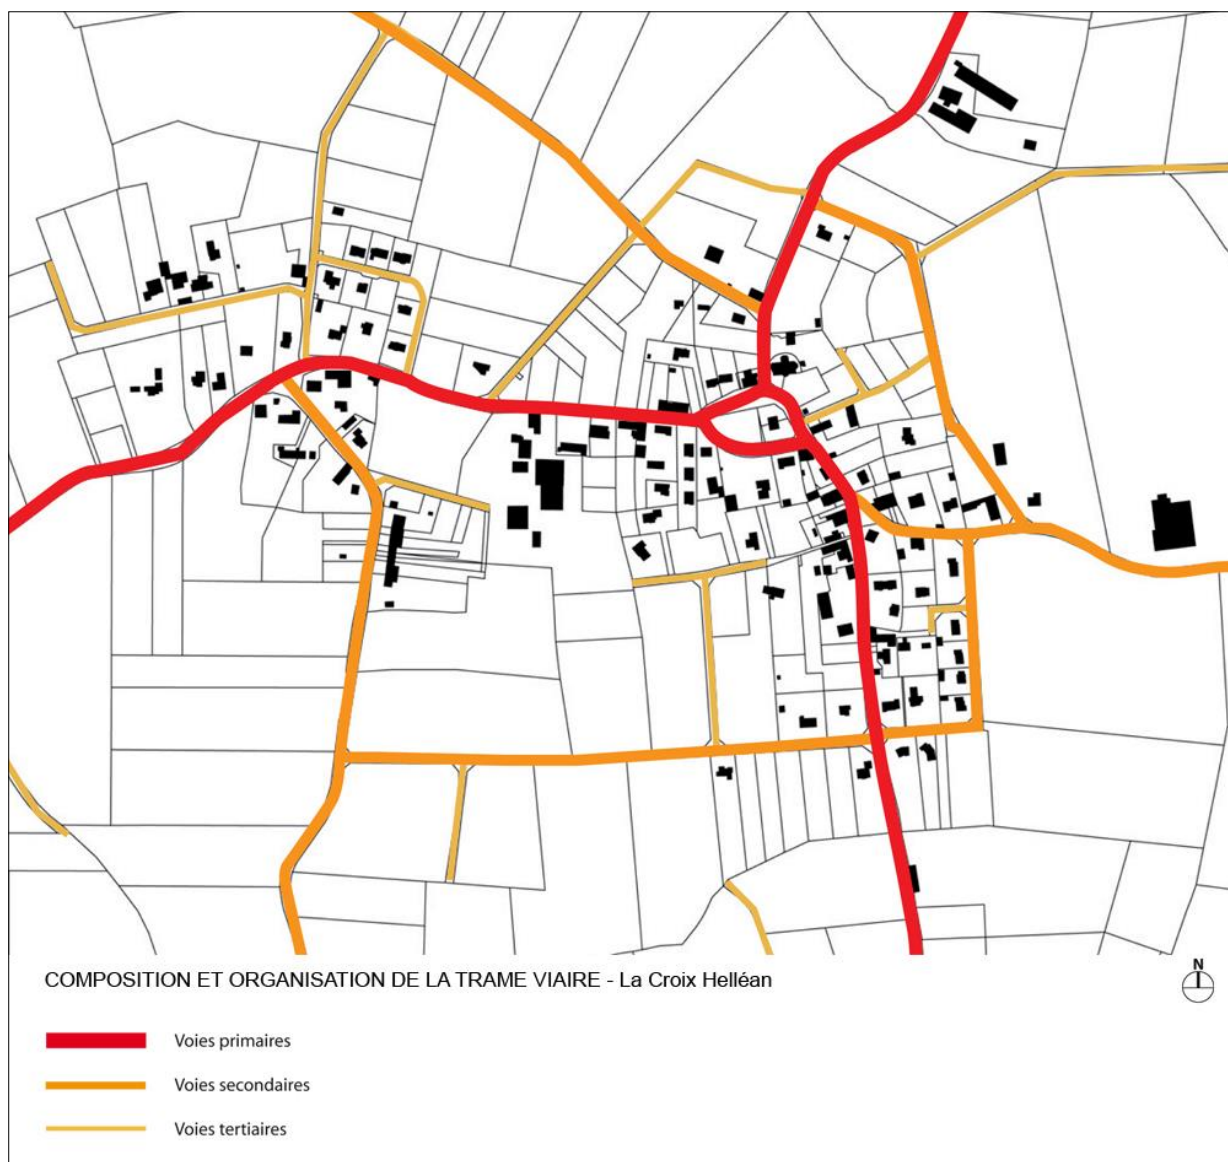 COMPOSITION ET ORGANISATION DE LA TRAME VIAIRE - La Croix Helléan
N
Voies primaires
Voies secondaires
Voies tertiaires